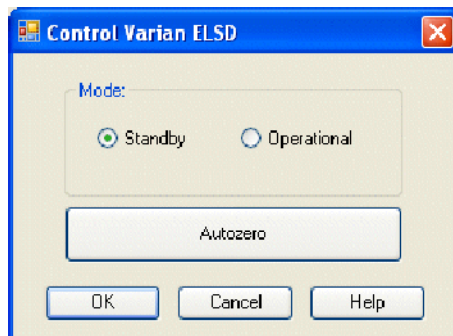 Control Varian ELSD
Mode:
Standby Operational
Autozero
OK Cancel Help